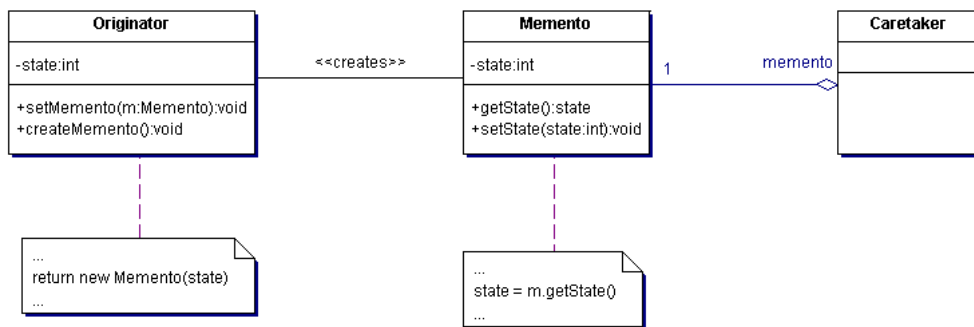 Originator
-state:int
+setMemento(m:Memento):void
+createMemento():void
<<creates>>
Memento
-state:int
+getState():state
+setState(state:int):void
1
memento
Caretaker
...
return new Memento(state)
...
...
state = m.getState()
...